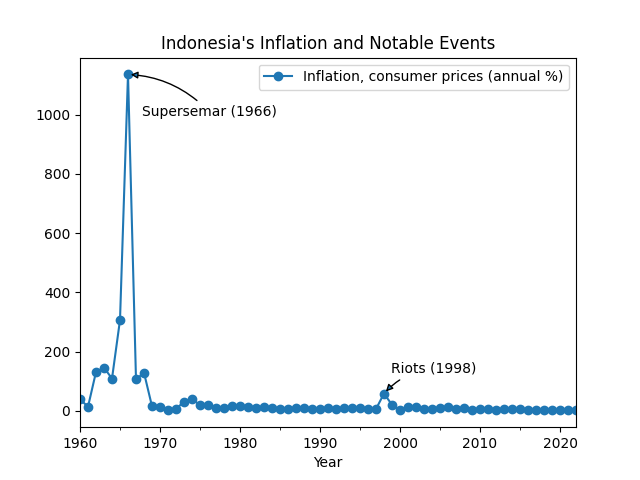 Indonesia's Inflation and Notable Events
Inflation, consumer prices (annual %)
Supersemar (1966)
Riots (1998)
1000
800
600
400
200
0
1960 1970 1980 1990 2000 2010 2020
Year